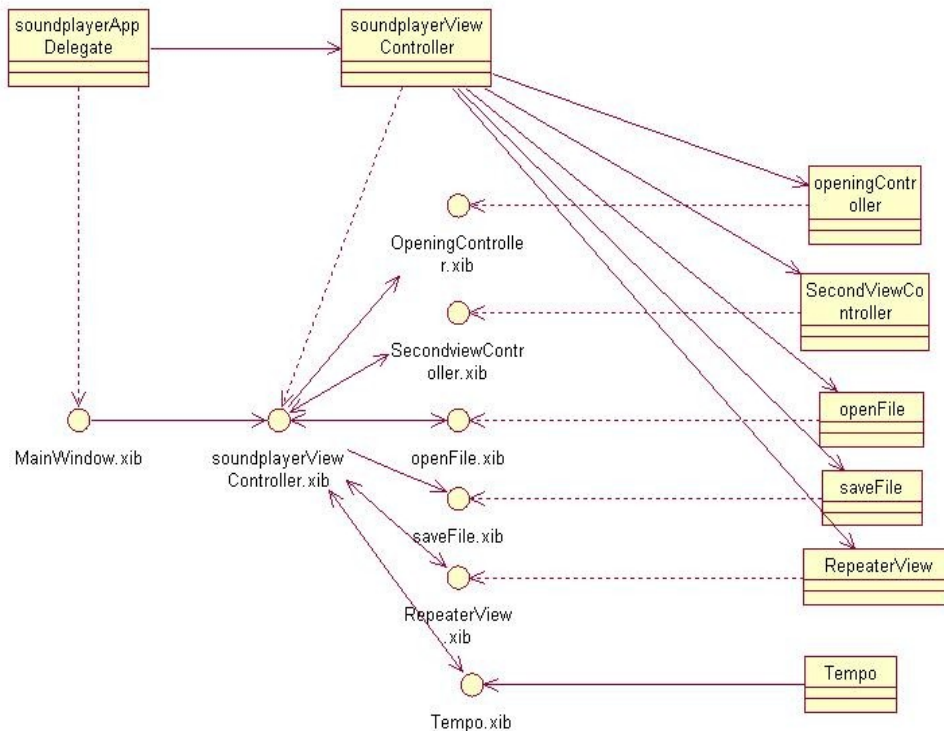 soundplayerApp
Delegate
soundplayerView
Controller
openingContr
oller
OpeningControlle
r.xib
SecondViewCo
ntroller
SecondviewContr
oller.xib
openFile
MainWindow.xib
soundplayerView
Controller.xib
openFile.xib
saveFile
saveFile.xib
RepeaterView
RepeaterView
.xib
Tempo
Tempo.xib